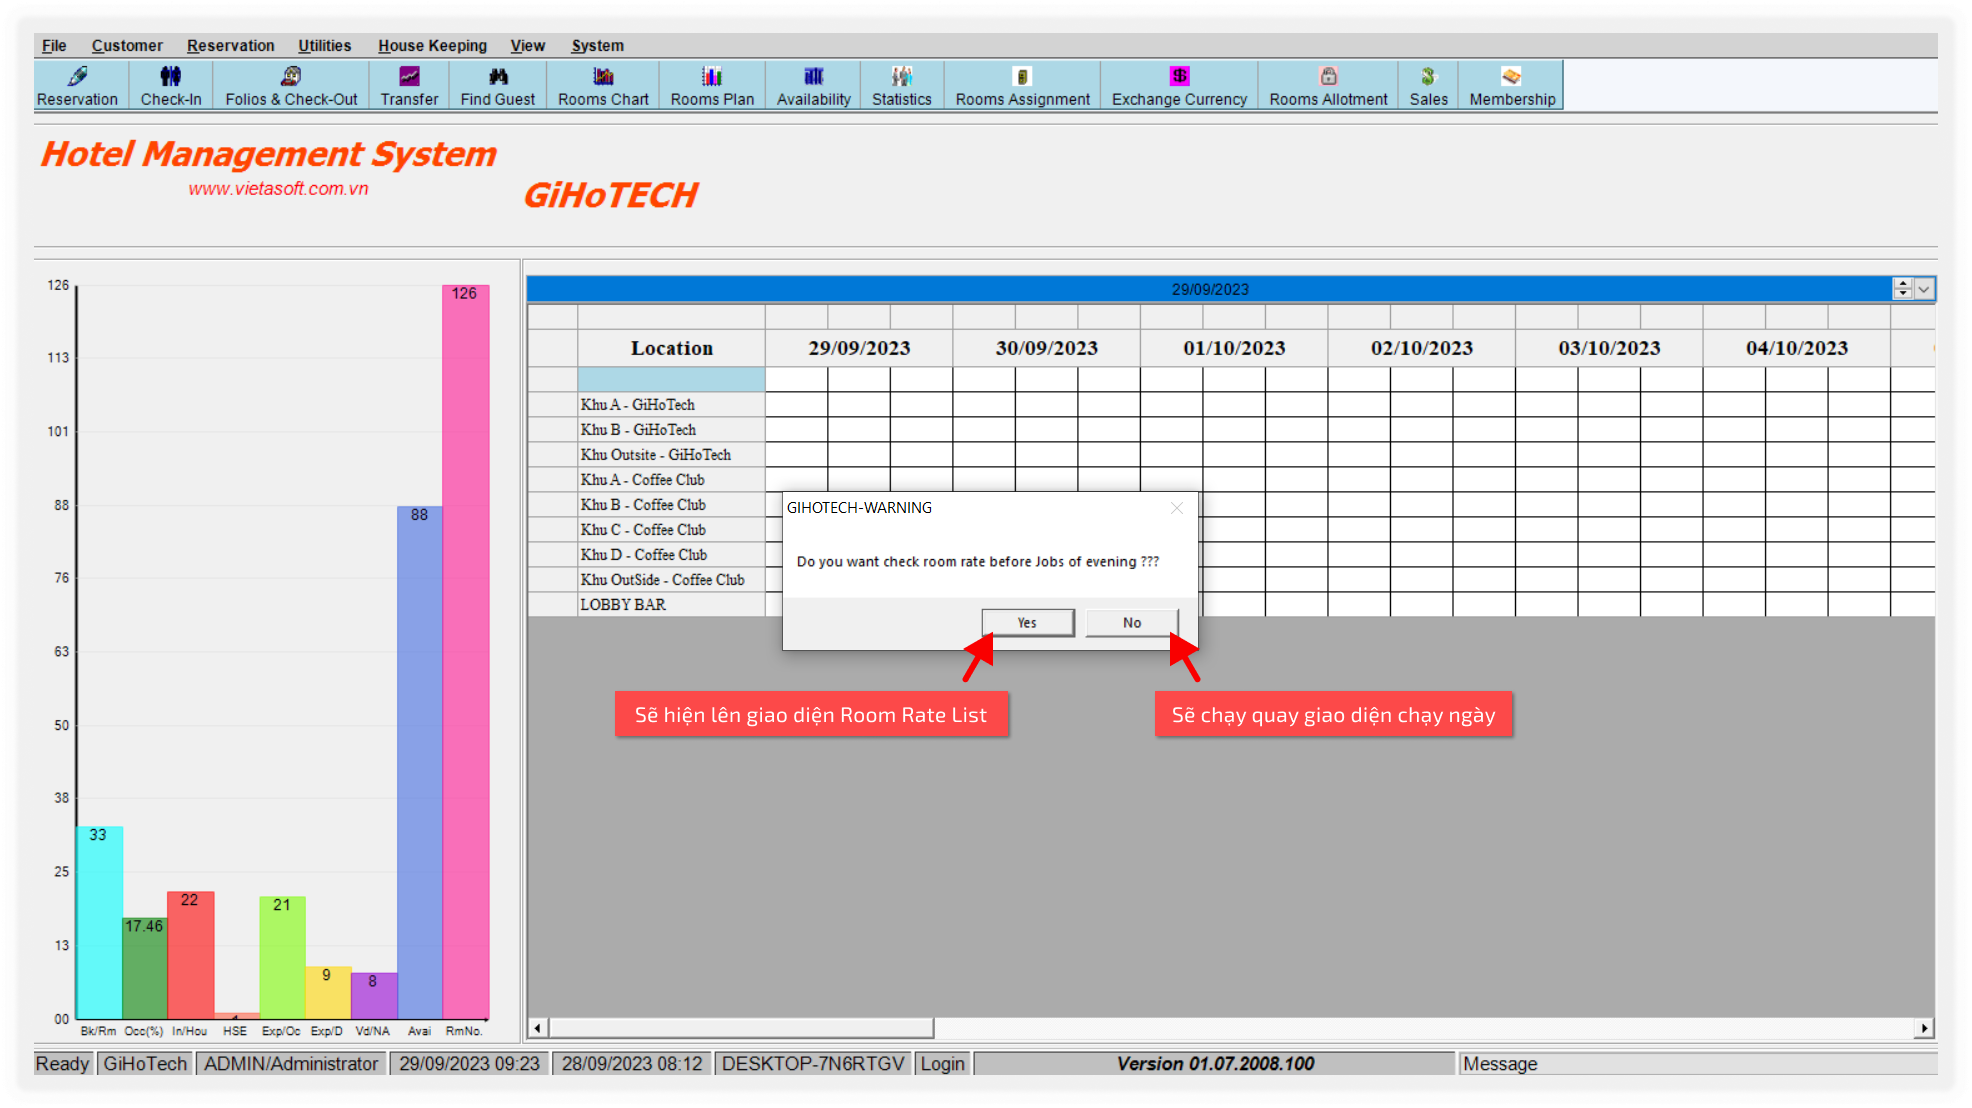 File Customer Reservation Utilities House Keeping View System
Reservation Check-In Folios & Check-Out Transfer Find Guest Rooms Chart Rooms Plan Availability Statistics Rooms Assignment Exchange Currency Rooms Allotment Sales Membership
Hotel Management System
www.vietasoft.com.vn
GiHoTECH
126
113
101
88
76
63
50
38
25
13
00
33
17.46
22
21
9
8
88
126
Bk/Rm Occ(%) In/Hou HSE Exp/Oc Exp/D Vd/NA Avai RmNo.
29/09/2023
Location 29/09/2023 30/09/2023 01/10/2023 02/10/2023 03/10/2023 04/10/2023
Khu A - GiHoTech
Khu B - GiHoTech
Khu Outsite - GiHoTech
Khu A - Coffee Club
Khu B - Coffee Club
Khu C - Coffee Club
Khu D - Coffee Club
Khu OutSide - Coffee Club
LOBBY BAR
GIHOTECH-WARNING
Do you want check room rate before Jobs of evening ???
Yes No
Sẽ hiện lên giao diện Room Rate List
Sẽ chạy quay giao diện chạy ngày
Ready GiHoTech ADMIN/Administrator 29/09/2023 09:23 28/09/2023 08:12 DESKTOP-7N6RTGV Login Version 01.07.2008.100 Message